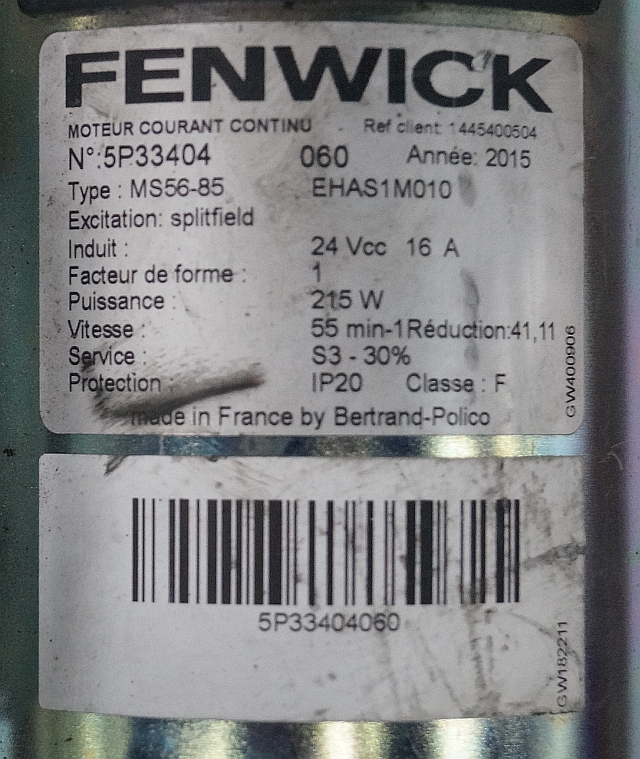 FENWICK
MOTEUR COURANT CONTINU - Ref client: 1445400504
N°:5P33404 060 Année: 2015
Type : MS56-85 EHAS1M010
Excitation: splitfield
Induit : 24 Vcc 16 A
Facteur de forme : 1
Puissance : 215 W
Vitesse : 55 min-1Réduction:41,11
Service : S3 - 30%
Protection : IP20 Classe : F
made in France by Bertrand-Polico
GW400906
5P33404060
GW182211